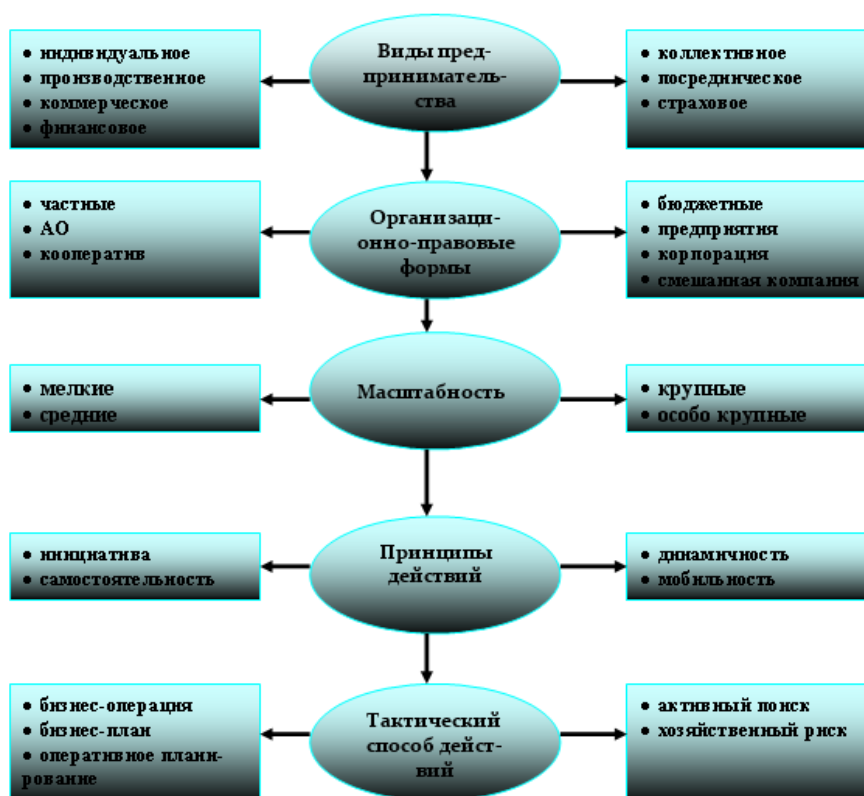 ● индивидуальное
● производственное
● коммерческое
● финансовое
Виды пред-
приниматель-
ства
● коллективное
● посредническое
● страховое
● частные
● АО
● кооператив
Организаци-
онно-правовые
формы
● бюджетные
● предприятия
● корпорация
● смешанная компания
● мелкие
● средние
Масштабность
● крупные
● особо крупные
● инициатива
● самостоятельность
Принципы
действий
● динамичность
● мобильность
● бизнес-операция
● бизнес-план
● оперативное плани-
рование
Тактический
способ дейст-
вий
● активный поиск
● хозяйственный риск